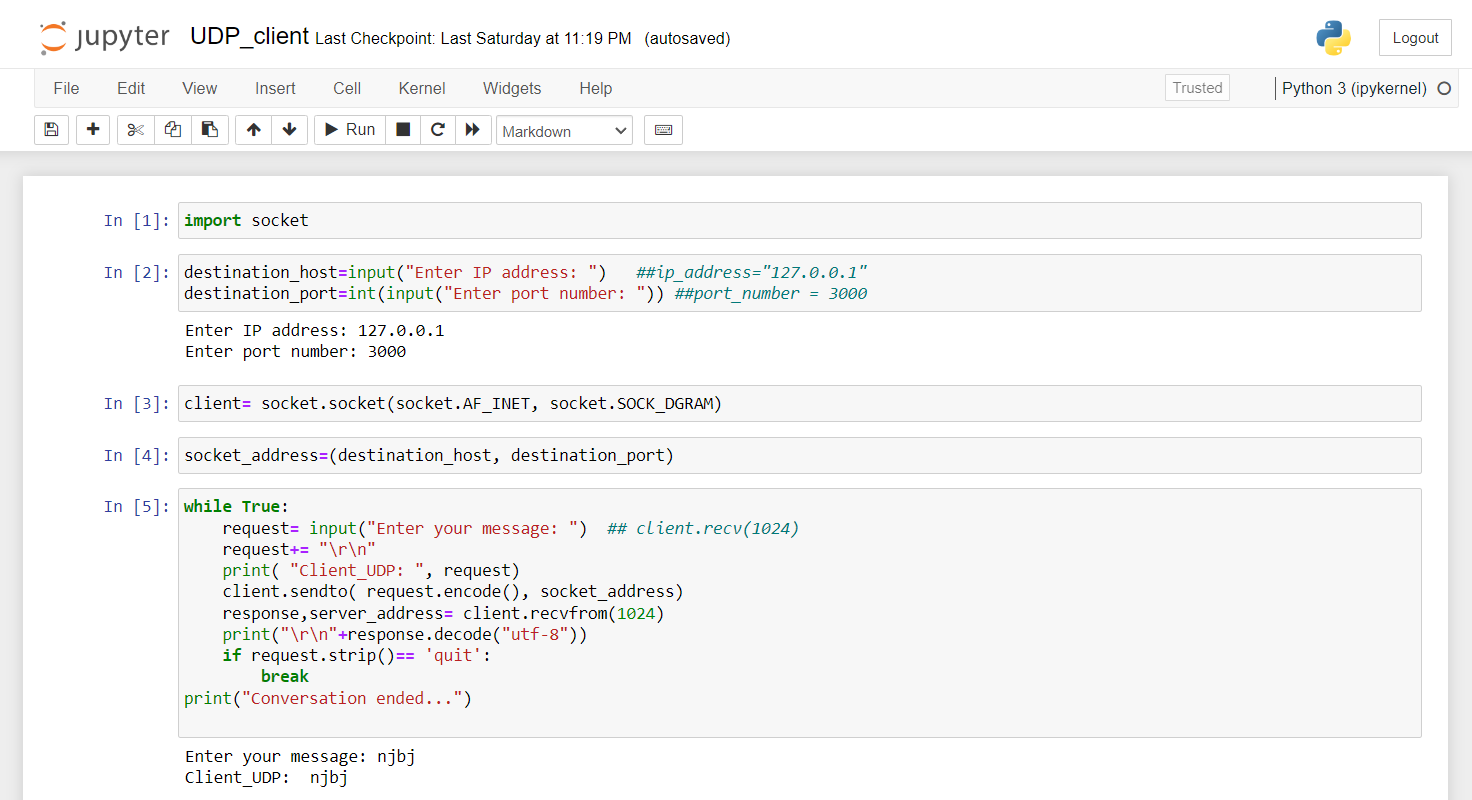 jupyter UDP_client Last Checkpoint: Last Saturday at 11:19 PM (autosaved) Logout
File Edit View Insert Cell Kernel Widgets Help Trusted Python 3 (ipykernel)
Run Markdown
In [1]: import socket
In [2]: destination_host=input("Enter IP address: ")   ##ip_address="127.0.0.1"
destination_port=int(input("Enter port number: ")) ##port_number = 3000
Enter IP address: 127.0.0.1
Enter port number: 3000
In [3]: client= socket.socket(socket.AF_INET, socket.SOCK_DGRAM)
In [4]: socket_address=(destination_host, destination_port)
In [5]: while True:
    request= input("Enter your message: ")  ## client.recv(1024)
    request+= "\r\n"
    print( "Client_UDP: ", request)
    client.sendto( request.encode(), socket_address)
    response,server_address= client.recvfrom(1024)
    print("\r\n"+response.decode("utf-8"))
    if request.strip()== 'quit':
        break
print("Conversation ended...")
Enter your message: njbj
Client_UDP:  njbj